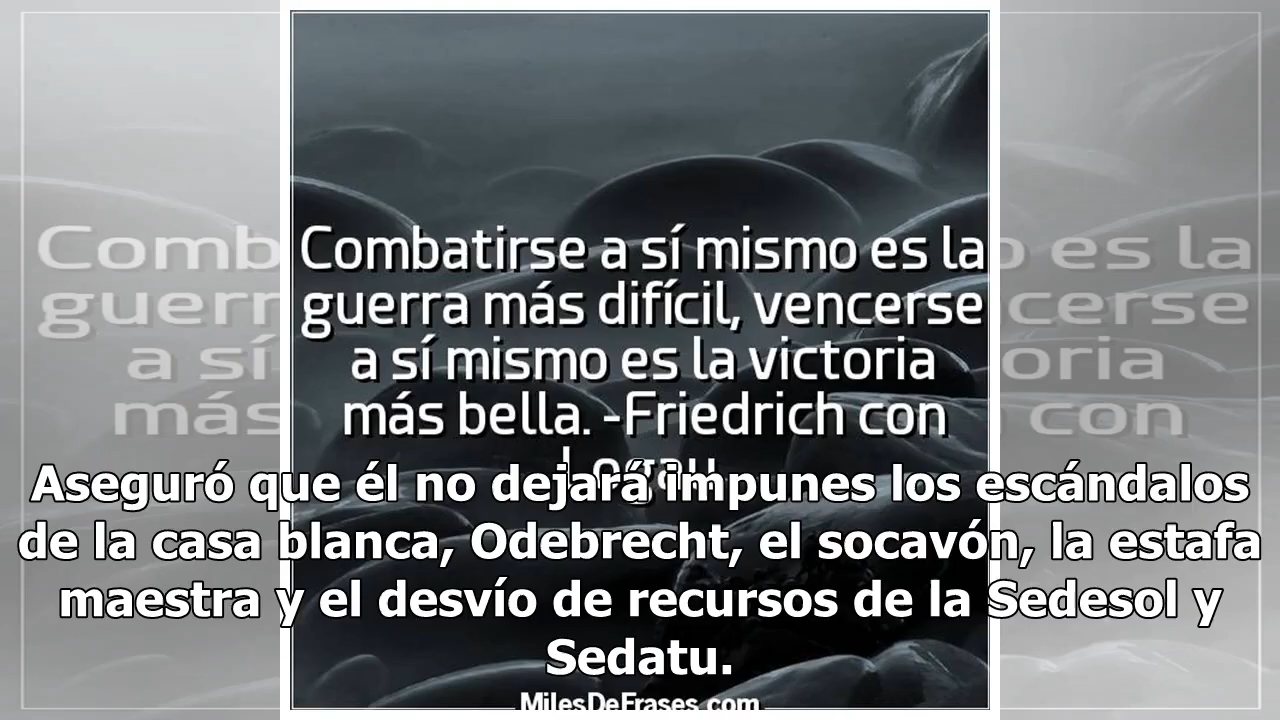 Combatirse a sí mismo es la
guerra más difícil, vencerse
a sí mismo es la victoria
más bella. -Friedrich con
Logau
Aseguró que él no dejará impunes los escándalos
de la casa blanca, Odebrecht, el socavón, la estafa
maestra y el desvío de recursos de la Sedesol y
Sedatu.
MilesDeFrases.com